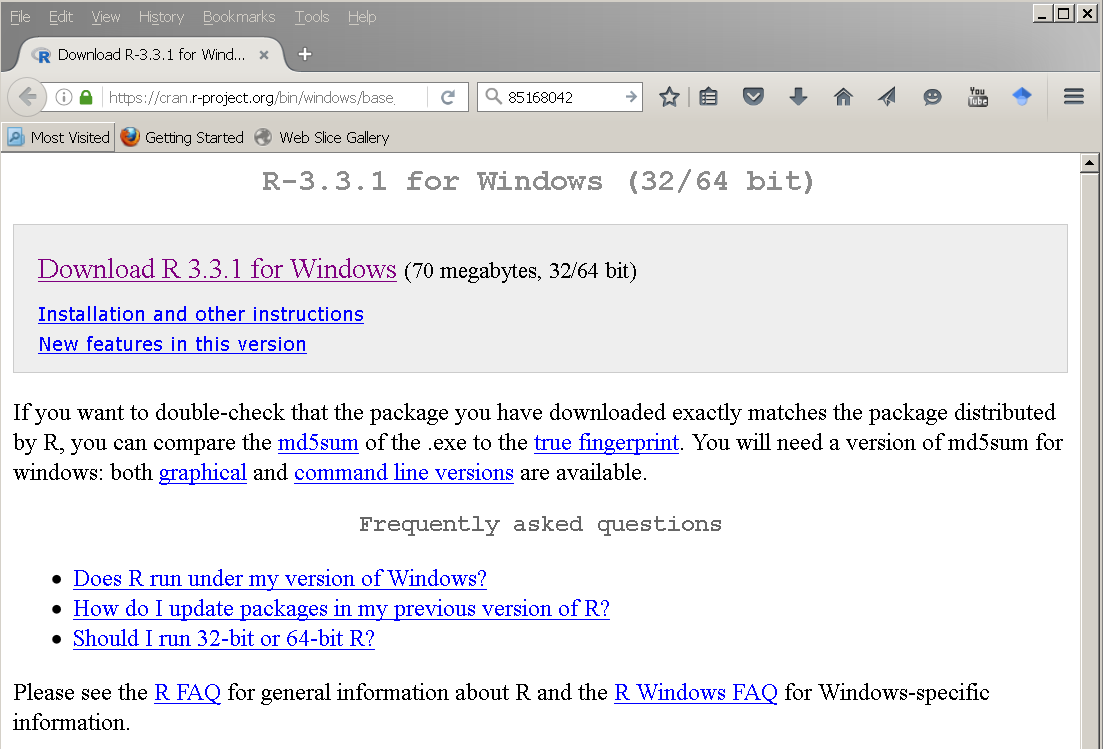 File Edit View History Bookmarks Tools Help
Download R-3.3.1 for Wind...
https://cran.r-project.org/bin/windows/base
85168042
You Tube
Most Visited Getting Started Web Slice Gallery
R-3.3.1 for Windows (32/64 bit)
Download R 3.3.1 for Windows (70 megabytes, 32/64 bit)
Installation and other instructions
New features in this version
If you want to double-check that the package you have downloaded exactly matches the package distributed
by R, you can compare the md5sum of the .exe to the true fingerprint. You will need a version of md5sum for
windows: both graphical and command line versions are available.
Frequently asked questions
• Does R run under my version of Windows?
• How do I update packages in my previous version of R?
• Should I run 32-bit or 64-bit R?
Please see the R FAQ for general information about R and the R Windows FAQ for Windows-specific
information.